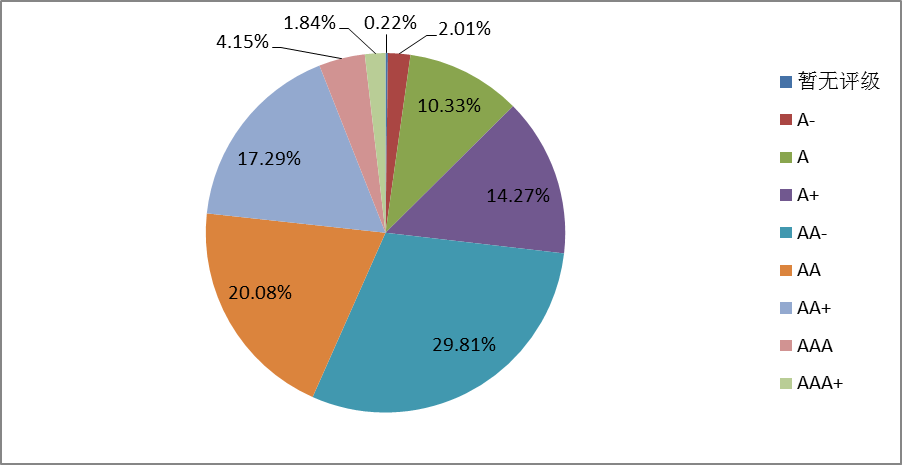 1.84%
0.22%
2.01%
4.15%
10.33%
17.29%
14.27%
20.08%
29.81%
暂无评级
A-
A
A+
AA-
AA
AA+
AAA
AAA+